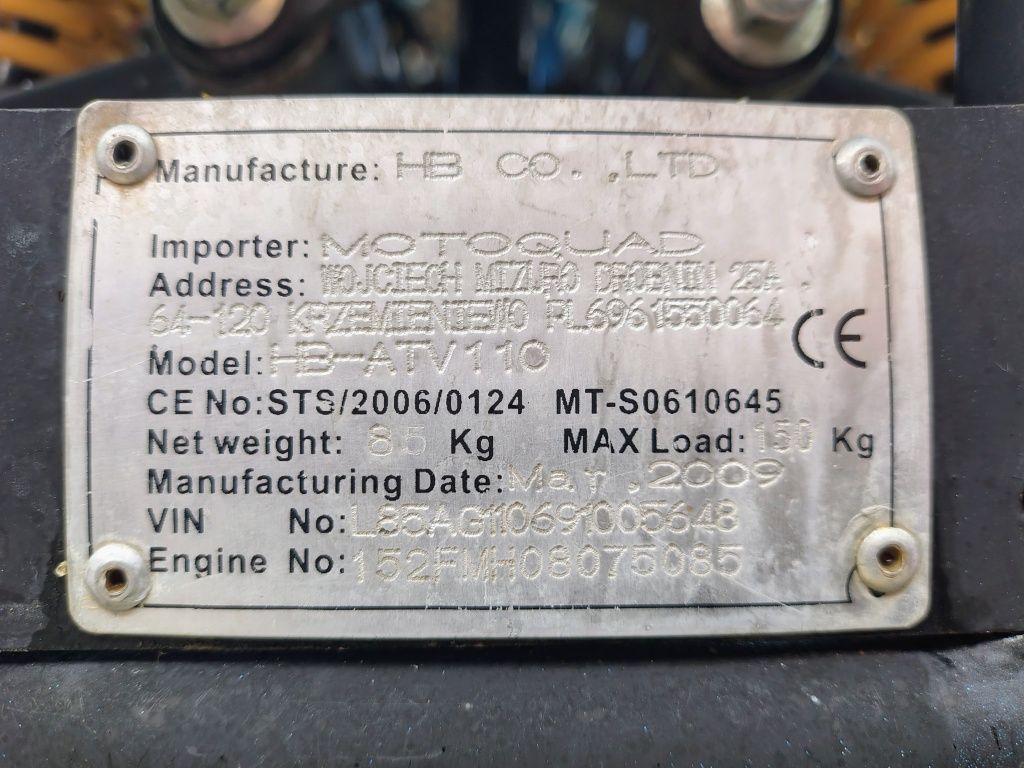 Manufacture: HB CO.,LTD
Importer: MOTOQUAD
Address: WOJCIECH MIZURO DROBNIN 25A
64-120 KRZEMIENIEWO PL6961550064
CE
Model: HB-ATV110
CE No:STS/2006/0124 MT-S0610645
Net weight: 85 Kg MAX Load: 150 Kg
Manufacturing Date: Mar.2009
VIN No: L85AG110691005648
Engine No: 152FMH08075085